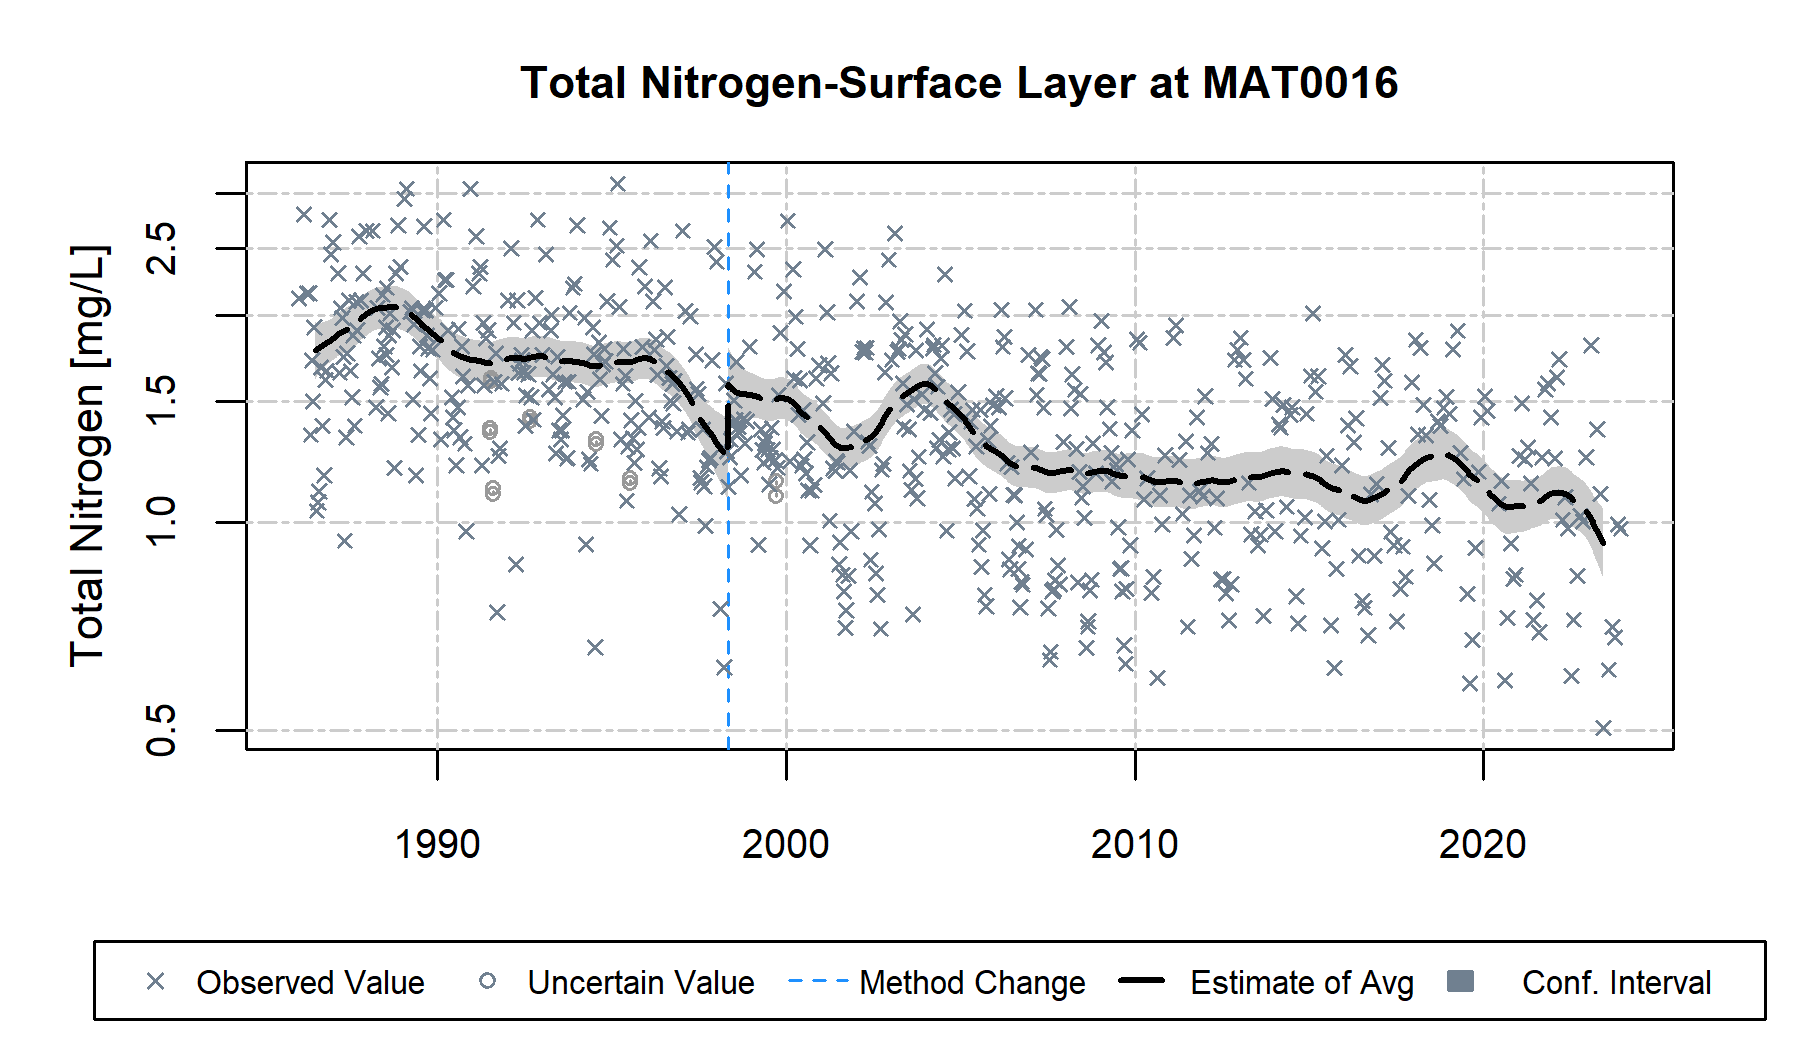 Total Nitrogen-Surface Layer at MAT0016
Total Nitrogen [mg/L]
2.5
1.5
1.0
0.5
1990 2000 2010 2020
Observed Value Uncertain Value Method Change Estimate of Avg Conf. Interval